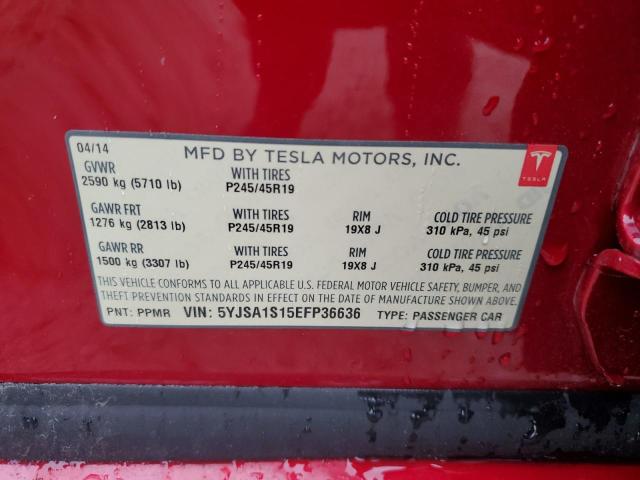 04/14
MFD BY TESLA MOTORS, INC.
TESLA
GVWR WITH TIRES
2590 kg (5710 lb) P245/45R19
GAWR FRT WITH TIRES RIM COLD TIRE PRESSURE
1276 kg (2813 lb) P245/45R19 19X8 J 310 kPa, 45 psi
GAWR RR WITH TIRES RIM COLD TIRE PRESSURE
1500 kg (3307 lb) P245/45R19 19X8 J 310 kPa, 45 psi
THIS VEHICLE CONFORMS TO ALL APPLICABLE U.S. FEDERAL MOTOR VEHICLE SAFETY, BUMPER, AND
THEFT PREVENTION STANDARDS IN EFFECT ON THE DATE OF MANUFACTURE SHOWN ABOVE.
PNT: PPMR VIN: 5YJSA1S15EFP36636 TYPE: PASSENGER CAR